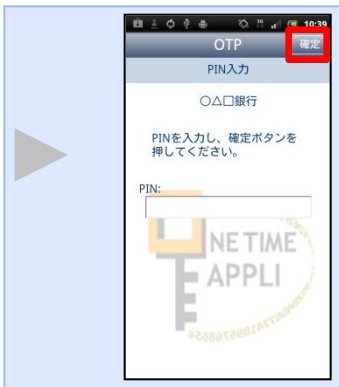 10:39
OTP
確定
PIN入力
○△□銀行
PINを入力し、確定ボタンを
押してください。
PIN:
NE TIME
APPLI